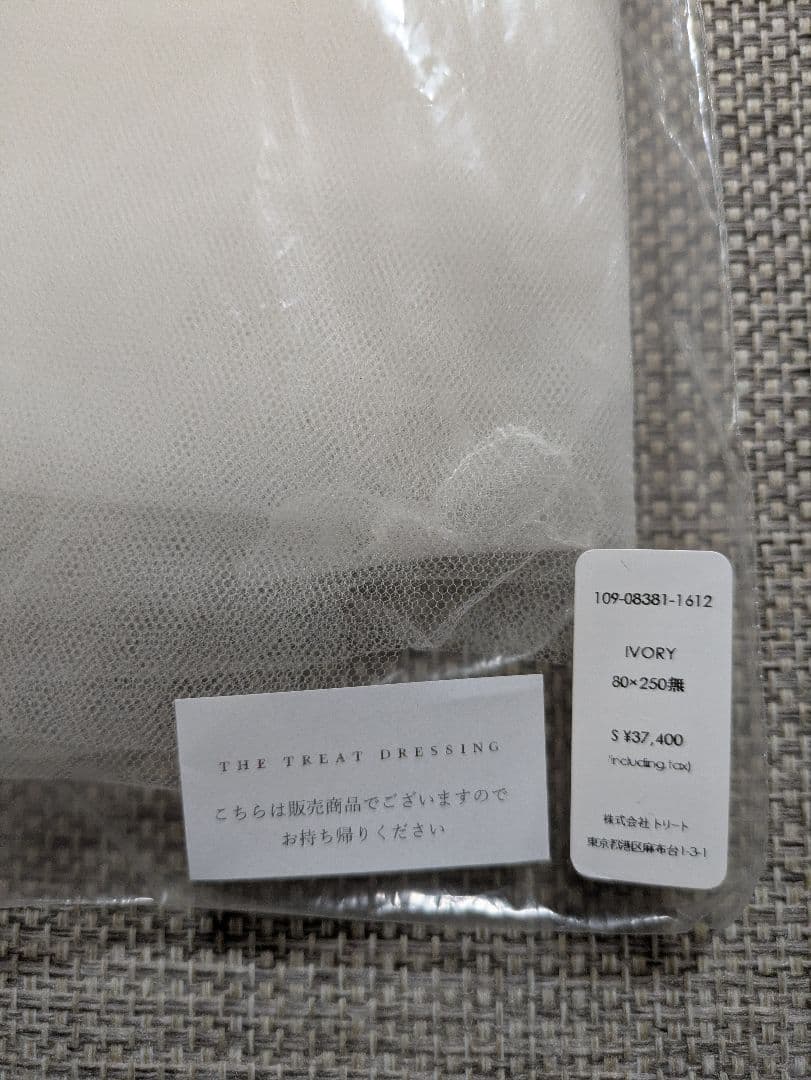 109-08381-1612
IVORY
80×250無
S ¥37,400
(including tax)
株式会社 トリート
東京都港区麻布台1-3-1
THE TREAT DRESSING
こちらは販売商品でございますので
お持ち帰りください